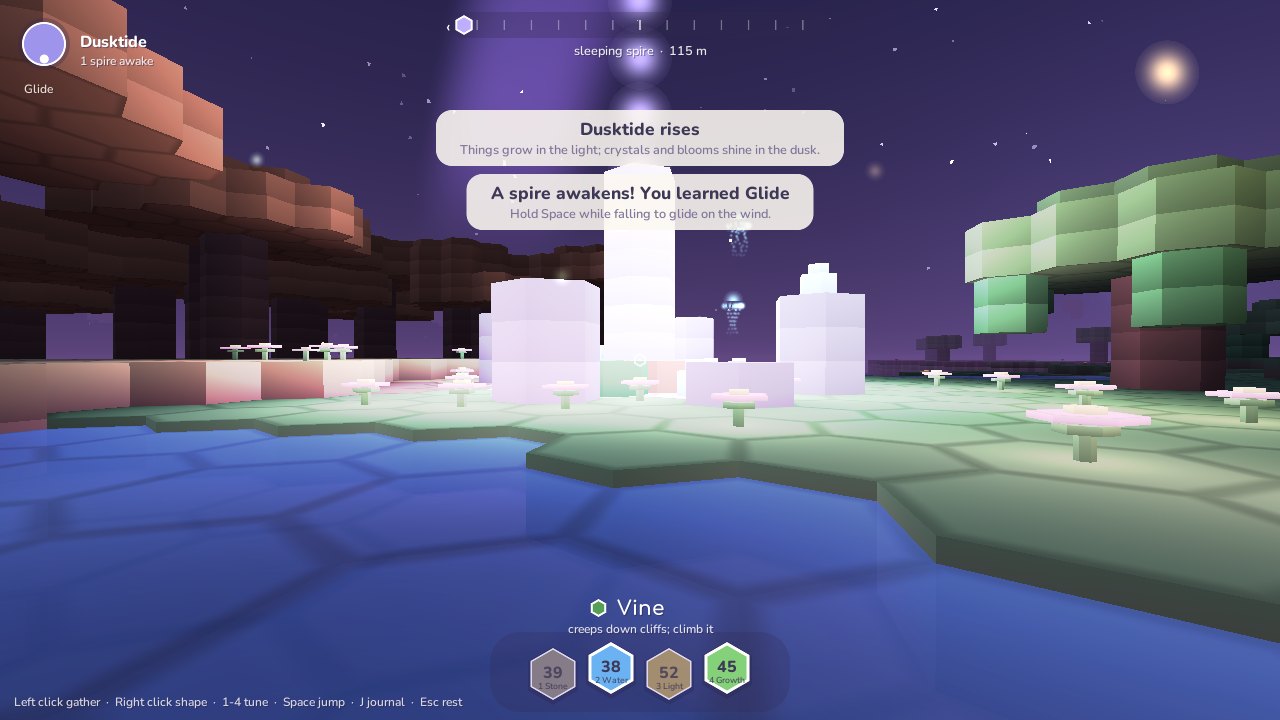 Dusktide
1 spire awake
Glide
sleeping spire · 115 m
Dusktide rises
Things grow in the light; crystals and blooms shine in the dusk.
A spire awakens! You learned Glide
Hold Space while falling to glide on the wind.
Vine
creeps down cliffs; climb it
39
1 Stone
38
2 Water
52
3 Light
45
4 Growth
Left click gather · Right click shape · 1-4 tune · Space jump · J journal · Esc rest